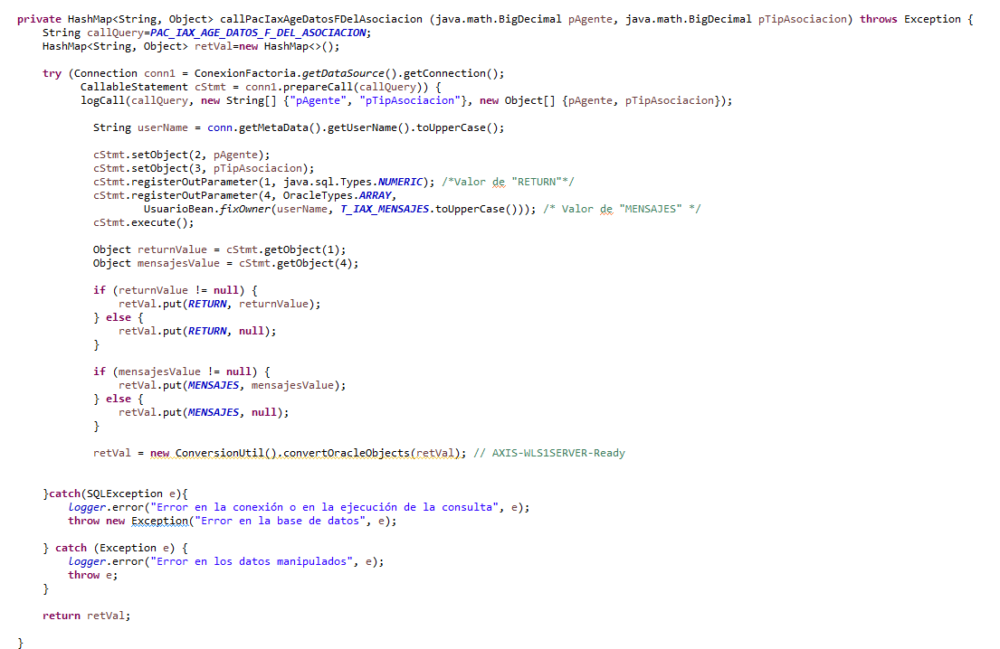 private HashMap<String, Object> callPacIaxAgeDatosFDelAsociacion (java.math.BigDecimal pAgente, java.math.BigDecimal pTipAsociacion) throws Exception {
String callQuery=PAC_IAX_AGE_DATOS_F_DEL_ASOCIACION;
HashMap<String, Object> retVal=new HashMap<>();
try (Connection conn1 = ConexionFactoria.getDataSource().getConnection();
CallableStatement cStmt = conn1.prepareCall(callQuery)) {
logCall(callQuery, new String[] {"pAgente", "pTipAsociacion"}, new Object[] {pAgente, pTipAsociacion});
String userName = conn.getMetaData().getUserName().toUpperCase();
cStmt.setObject(2, pAgente);
cStmt.setObject(3, pTipAsociacion);
cStmt.registerOutParameter(1, java.sql.Types.NUMERIC); /*Valor de "RETURN"*/
cStmt.registerOutParameter(4, OracleTypes.ARRAY,
UsuarioBean.fixOwner(userName, T_IAX_MENSAJES.toUpperCase())); /* Valor de "MENSAJES" */
cStmt.execute();
Object returnValue = cStmt.getObject(1);
Object mensajesValue = cStmt.getObject(4);
if (returnValue != null) {
retVal.put(RETURN, returnValue);
} else {
retVal.put(RETURN, null);
}
if (mensajesValue != null) {
retVal.put(MENSAJES, mensajesValue);
} else {
retVal.put(MENSAJES, null);
}
retVal = new ConversionUtil().convertOracleObjects(retVal); // AXIS-WLS1SERVER-Ready
}catch(SQLException e){
logger.error("Error en la conexión o en la ejecución de la consulta", e);
throw new Exception("Error en la base de datos", e);
} catch (Exception e) {
logger.error("Error en los datos manipulados", e);
throw e;
}
return retVal;
}